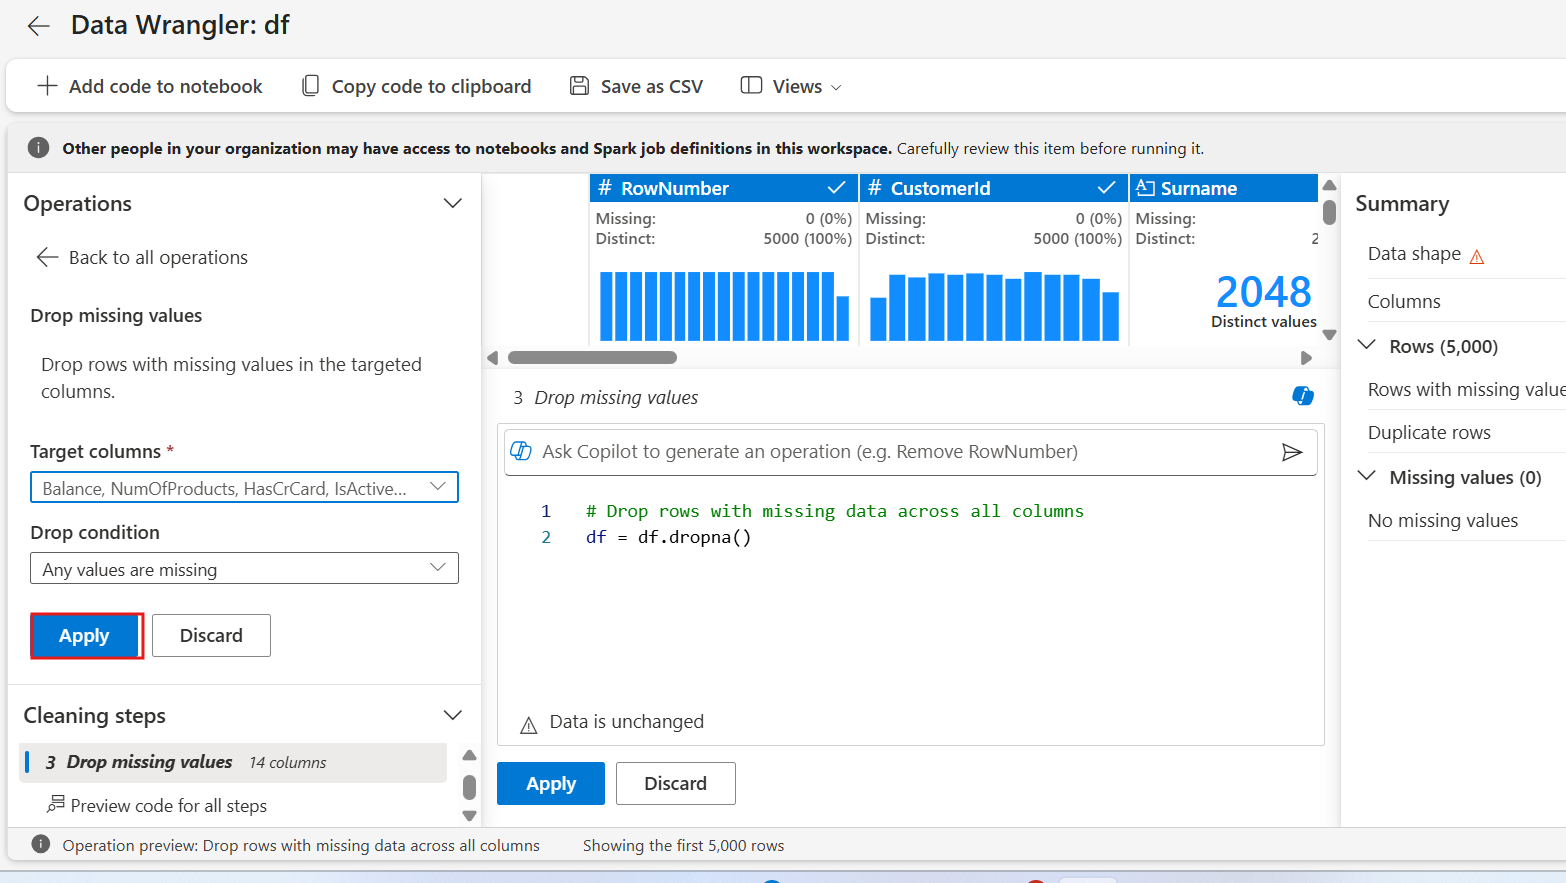 Data Wrangler: df
Add code to notebook
Copy code to clipboard
Save as CSV
Views
Other people in your organization may have access to notebooks and Spark job definitions in this workspace. Carefully review this item before running it.
Operations
Back to all operations
Drop missing values
Drop rows with missing values in the targeted
columns.
Target columns *
Balance, NumOfProducts, HasCrCard, IsActive...
Drop condition
Any values are missing
Apply
Discard
Cleaning steps
3 Drop missing values 14 columns
Preview code for all steps
# RowNumber
Missing: 0 (0%)
Distinct: 5000 (100%)
# CustomerId
Missing: 0 (0%)
Distinct: 5000 (100%)
A Surname
Missing:
Distinct: 2
2048
Distinct values
3 Drop missing values
Ask Copilot to generate an operation (e.g. Remove RowNumber)
1 # Drop rows with missing data across all columns
2 df = df.dropna()
Data is unchanged
Apply
Discard
Summary
Data shape
Columns
Rows (5,000)
Rows with missing value
Duplicate rows
Missing values (0)
No missing values
Operation preview: Drop rows with missing data across all columns
Showing the first 5,000 rows